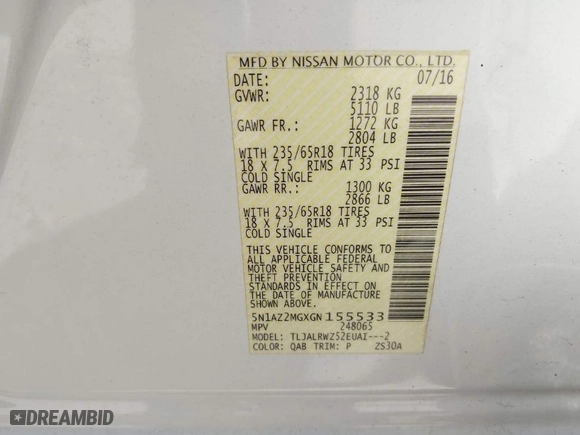 MFD BY NISSAN MOTOR CO., LTD.
DATE: 07/16
GVWR: 2318 KG
5110 LB
GAWR FR.: 1272 KG
2804 LB
WITH 235/65R18 TIRES
18 X 7.5 RIMS AT 33 PSI
COLD SINGLE
GAWR RR.: 1300 KG
2866 LB
WITH 235/65R18 TIRES
18 X 7.5 RIMS AT 33 PSI
COLD SINGLE
THIS VEHICLE CONFORMS TO
ALL APPLICABLE FEDERAL
MOTOR VEHICLE SAFETY AND
THEFT PREVENTION
STANDARDS IN EFFECT ON
THE DATE OF MANUFACTURE
SHOWN ABOVE.
5N1AZ2MGXGN155533
MPV 248065
MODEL: TLJALRWZ52EUAI---2
COLOR: QAB TRIM: P ZS30A
DREAMBID